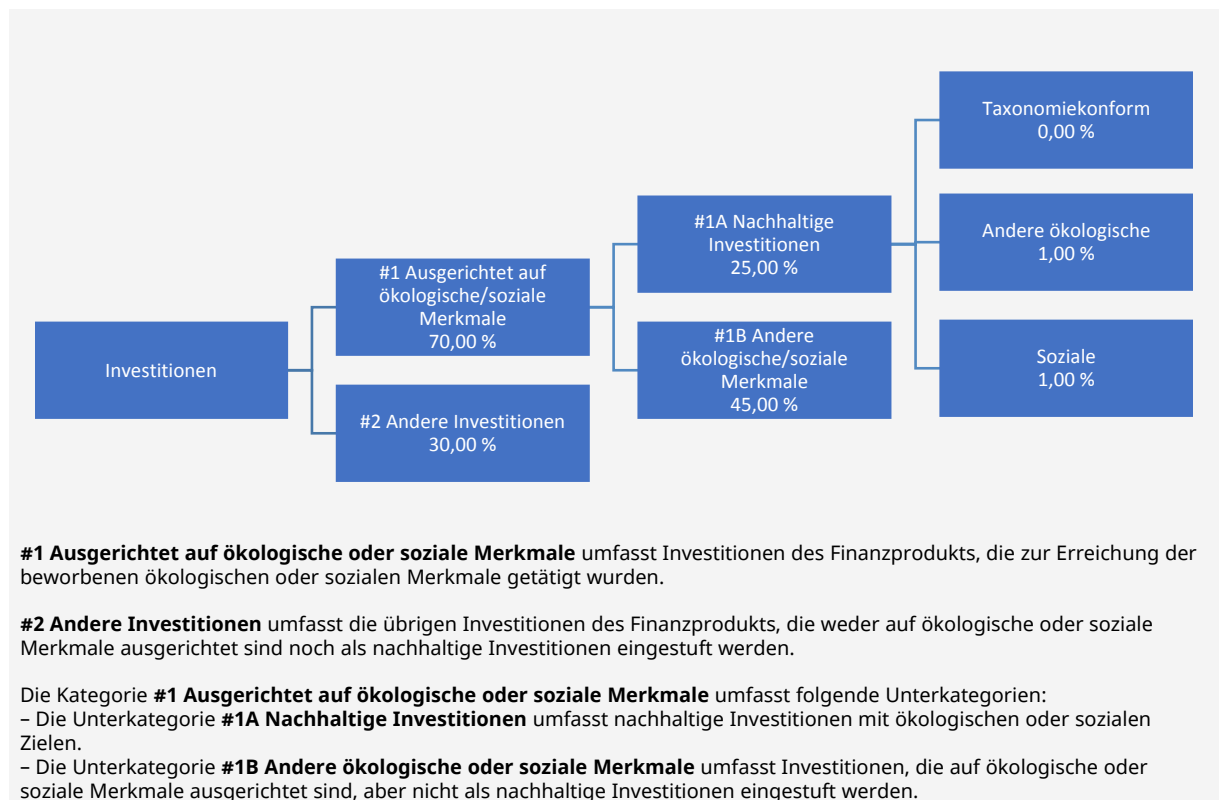 Investitionen
#1 Ausgerichtet auf
ökologische/soziale
Merkmale
70,00 %
#2 Andere Investitionen
30,00 %
#1A Nachhaltige
Investitionen
25,00 %
#1B Andere
ökologische/soziale
Merkmale
45,00 %
Taxonomiekonform
0,00 %
Andere ökologische
1,00 %
Soziale
1,00 %
#1 Ausgerichtet auf ökologische oder soziale Merkmale umfasst Investitionen des Finanzprodukts, die zur Erreichung der
beworbenen ökologischen oder sozialen Merkmale getätigt wurden.
#2 Andere Investitionen umfasst die übrigen Investitionen des Finanzprodukts, die weder auf ökologische oder soziale
Merkmale ausgerichtet sind noch als nachhaltige Investitionen eingestuft werden.
Die Kategorie #1 Ausgerichtet auf ökologische oder soziale Merkmale umfasst folgende Unterkategorien:
– Die Unterkategorie #1A Nachhaltige Investitionen umfasst nachhaltige Investitionen mit ökologischen oder sozialen
Zielen.
– Die Unterkategorie #1B Andere ökologische oder soziale Merkmale umfasst Investitionen, die auf ökologische oder
soziale Merkmale ausgerichtet sind, aber nicht als nachhaltige Investitionen eingestuft werden.